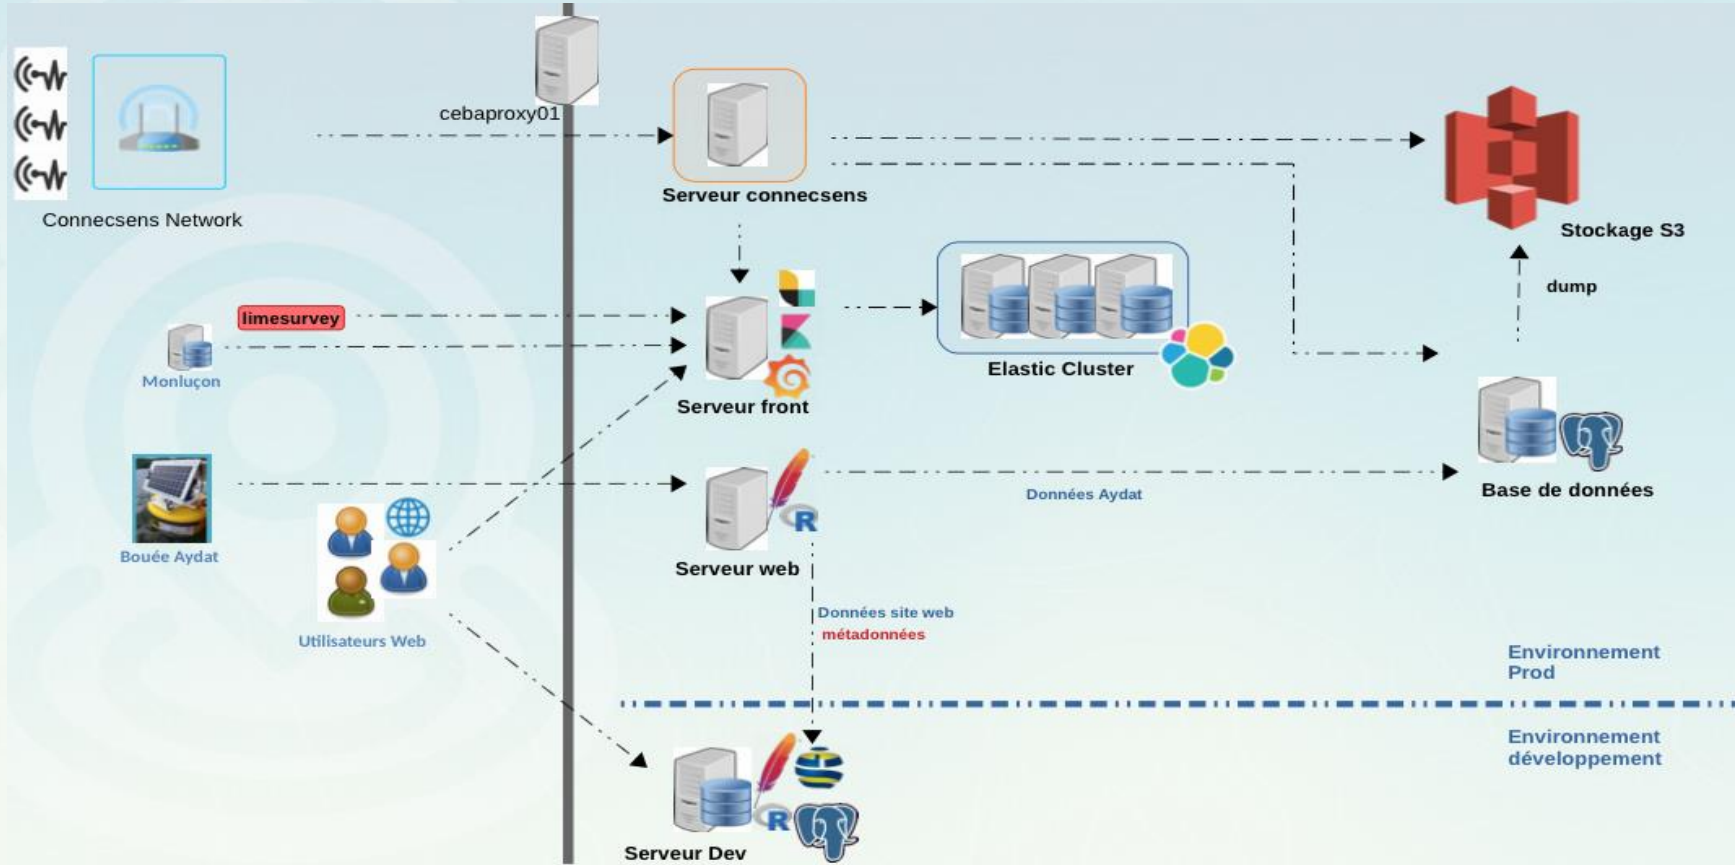 cebaproxy01
Connecsens Network
Serveur connecsens
Stockage S3
dump
limesurvey
Monluçon
Serveur front
Elastic Cluster
Base de données
Bouée Aydat
Utilisateurs Web
R
Serveur web
Données Aydat
Données site web
métadonnées
Environnement
Prod
Environnement
développement
R
Serveur Dev